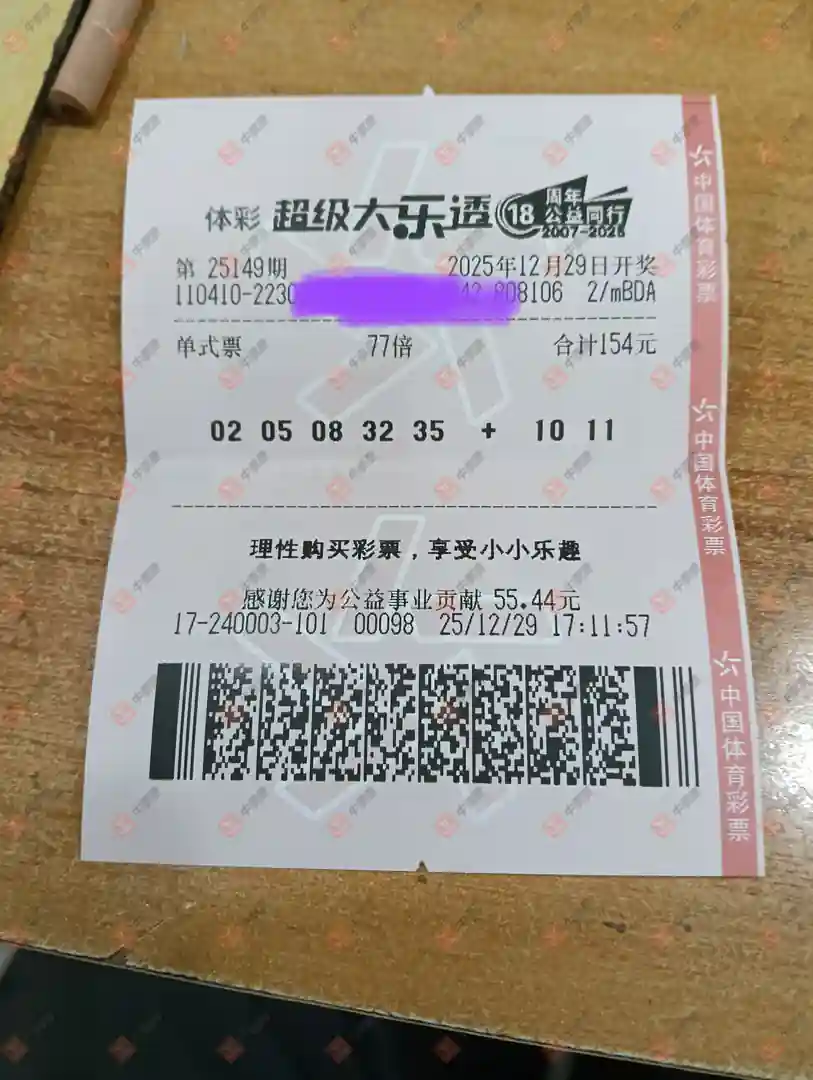 体彩 超级大乐透 18 周年 公益同行 2007-2025
第 25149期 2025年12月29日开奖
110410-2230 808106 2/mBDA
单式票 77倍 合计154元
02 05 08 32 35 + 10 11
理性购买彩票，享受小小乐趣
感谢您为公益事业贡献 55.44元
17-240003-101 00098 25/12/29 17:11:57
中国体育彩票
中国体育彩票
中国体育彩票